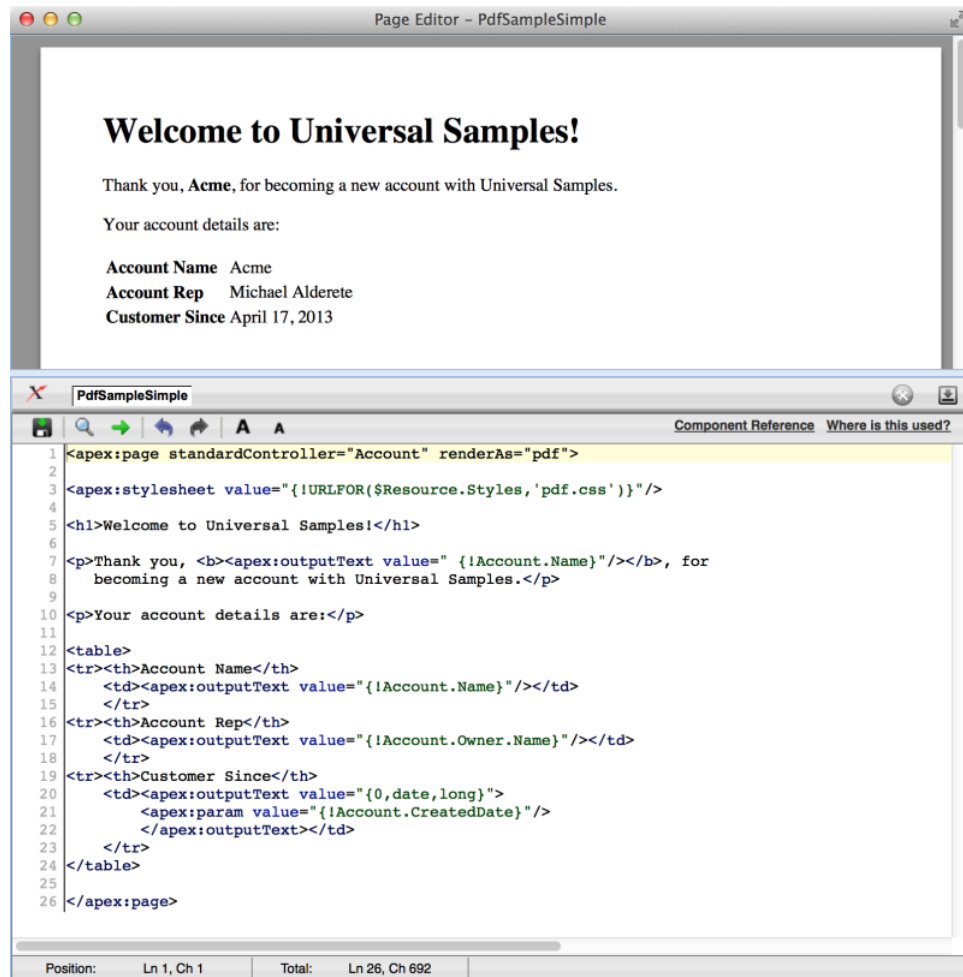 Page Editor – PdfSampleSimple
Welcome to Universal Samples!
Thank you, Acme, for becoming a new account with Universal Samples.
Your account details are:
Account Name Acme
Account Rep Michael Alderete
Customer Since April 17, 2013
PdfSampleSimple
A A Component Reference Where is this used?
1 <apex:page standardController="Account" renderAs="pdf">
2
3 <apex:stylesheet value="{!URLFOR($Resource.Styles,'pdf.css')}"/>
4
5 <h1>Welcome to Universal Samples!</h1>
6
7 <p>Thank you, <b><apex:outputText value=" {!Account.Name}"/></b>, for
8 becoming a new account with Universal Samples.</p>
9
10 <p>Your account details are:</p>
11
12 <table>
13 <tr><th>Account Name</th>
14 <td><apex:outputText value="{!Account.Name}"/></td>
15 </tr>
16 <tr><th>Account Rep</th>
17 <td><apex:outputText value="{!Account.Owner.Name}"/></td>
18 </tr>
19 <tr><th>Customer Since</th>
20 <td><apex:outputText value="{0,date,long}">
21 <apex:param value="{!Account.CreatedDate}"/>
22 </apex:outputText></td>
23 </tr>
24 </table>
25
26 </apex:page>
Position: Ln 1, Ch 1 Total: Ln 26, Ch 692